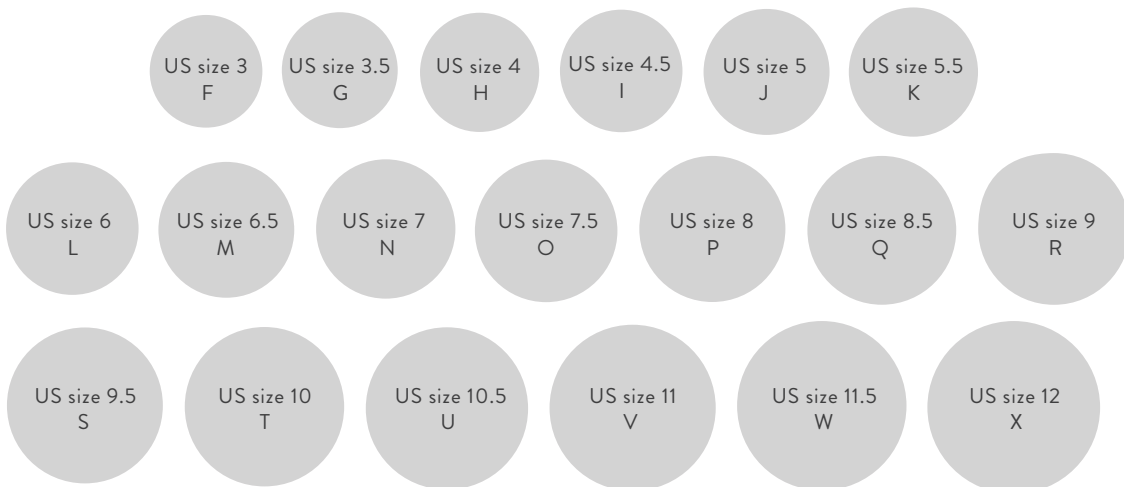 US size 3
F
US size 3.5
G
US size 4
H
US size 4.5
I
US size 5
J
US size 5.5
K
US size 6
L
US size 6.5
M
US size 7
N
US size 7.5
O
US size 8
P
US size 8.5
Q
US size 9
R
US size 9.5
S
US size 10
T
US size 10.5
U
US size 11
V
US size 11.5
W
US size 12
X